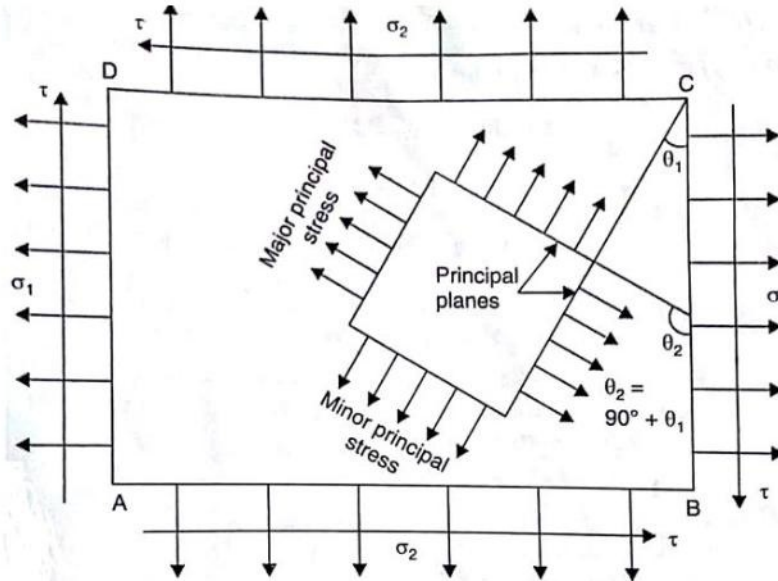 τ
σ2
D
C
τ
θ1
Major principal
stress
Principal
planes
σ1
σ
θ2
θ2 =
90° + θ1
Minor principal
stress
A
B
τ
σ2
τ